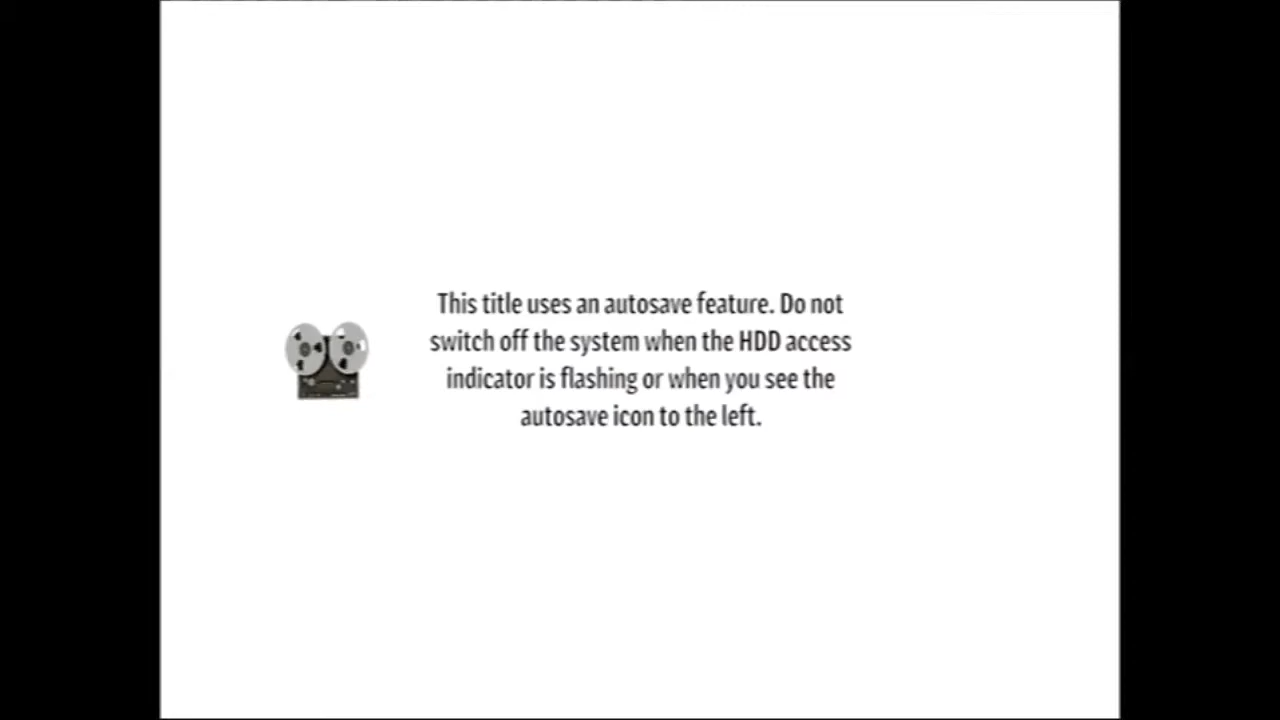 This title uses an autosave feature. Do not
switch off the system when the HDD access
indicator is flashing or when you see the
autosave icon to the left.